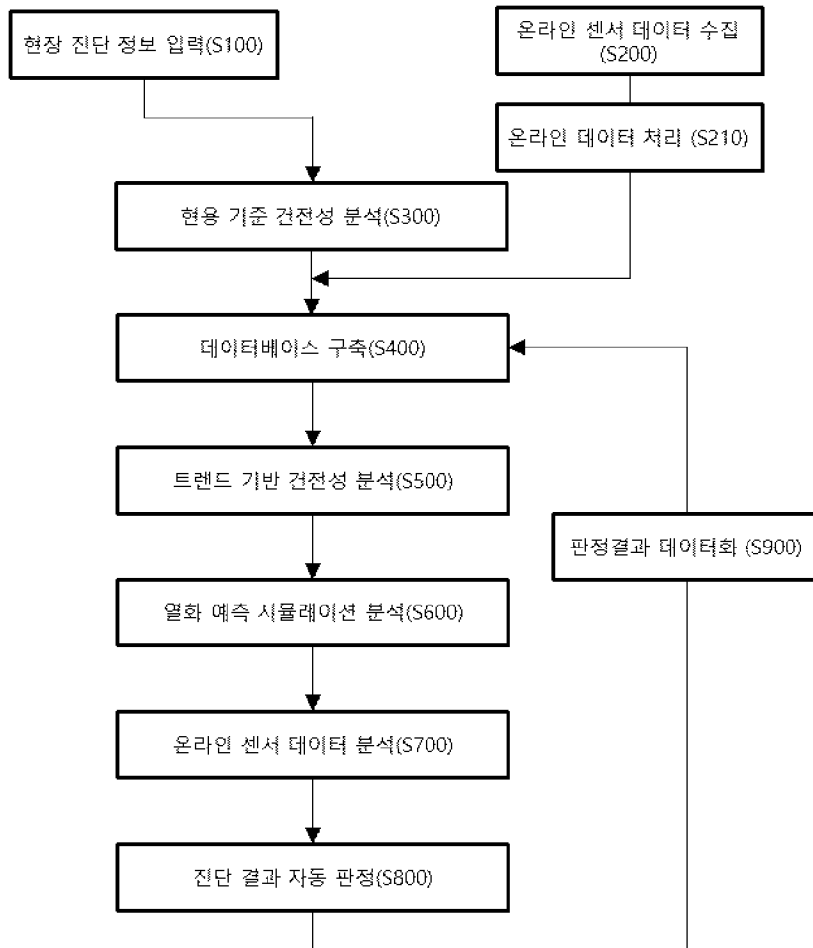 현장 진단 정보 입력(S100)
온라인 센서 데이터 수집
(S200)
온라인 데이터 처리 (S210)
현용 기준 건전성 분석(S300)
데이터베이스 구축(S400)
트렌드 기반 건전성 분석(S500)
판정결과 데이터화 (S900)
열화 예측 시뮬레이션 분석(S600)
온라인 센서 데이터 분석(S700)
진단 결과 자동 판정(S800)